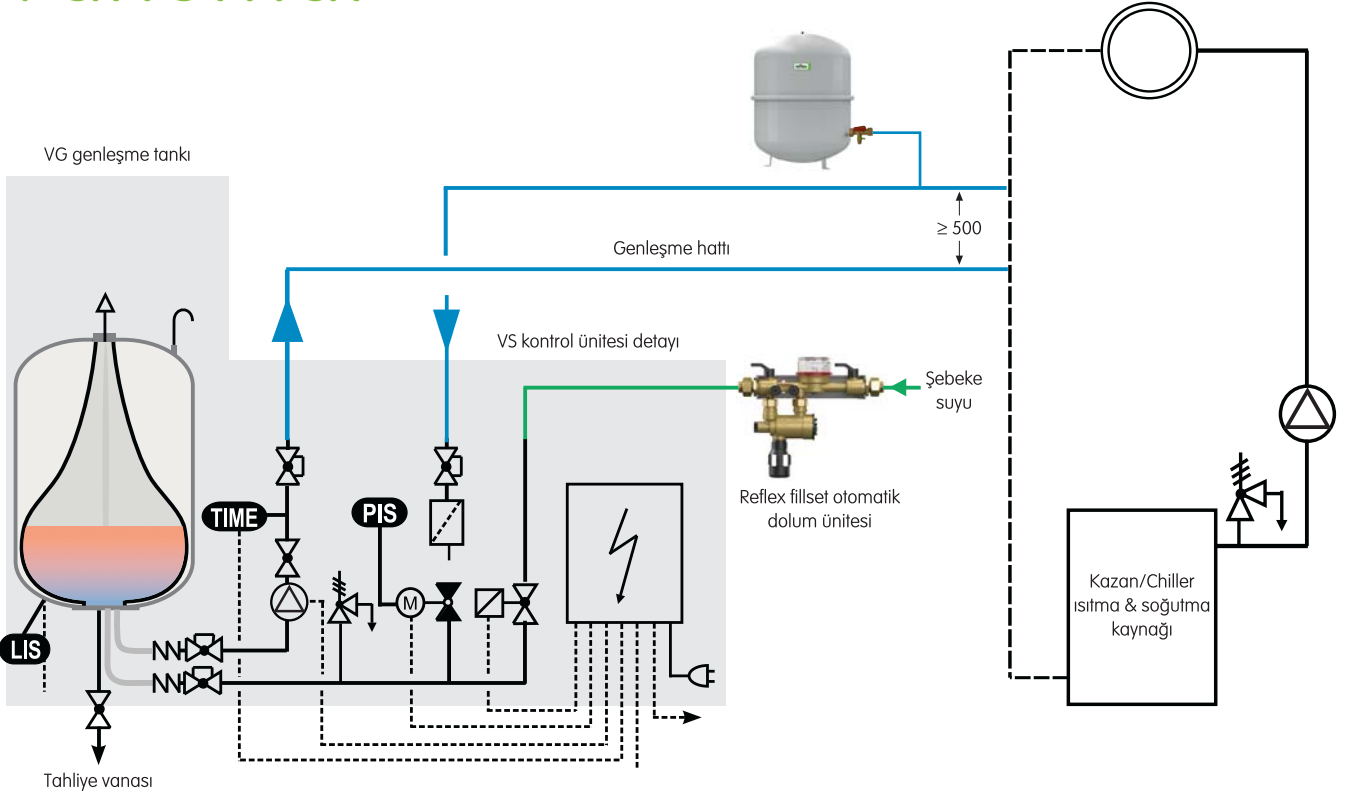 VG genleşme tankı
≥ 500
Genleşme hattı
VS kontrol ünitesi detayı
Şebeke
suyu
TIME
PIS
Reflex fillset otomatik
dolum ünitesi
M
Kazan/Chiller
ısıtma & soğutma
kaynağı
LIS
Tahliye vanası